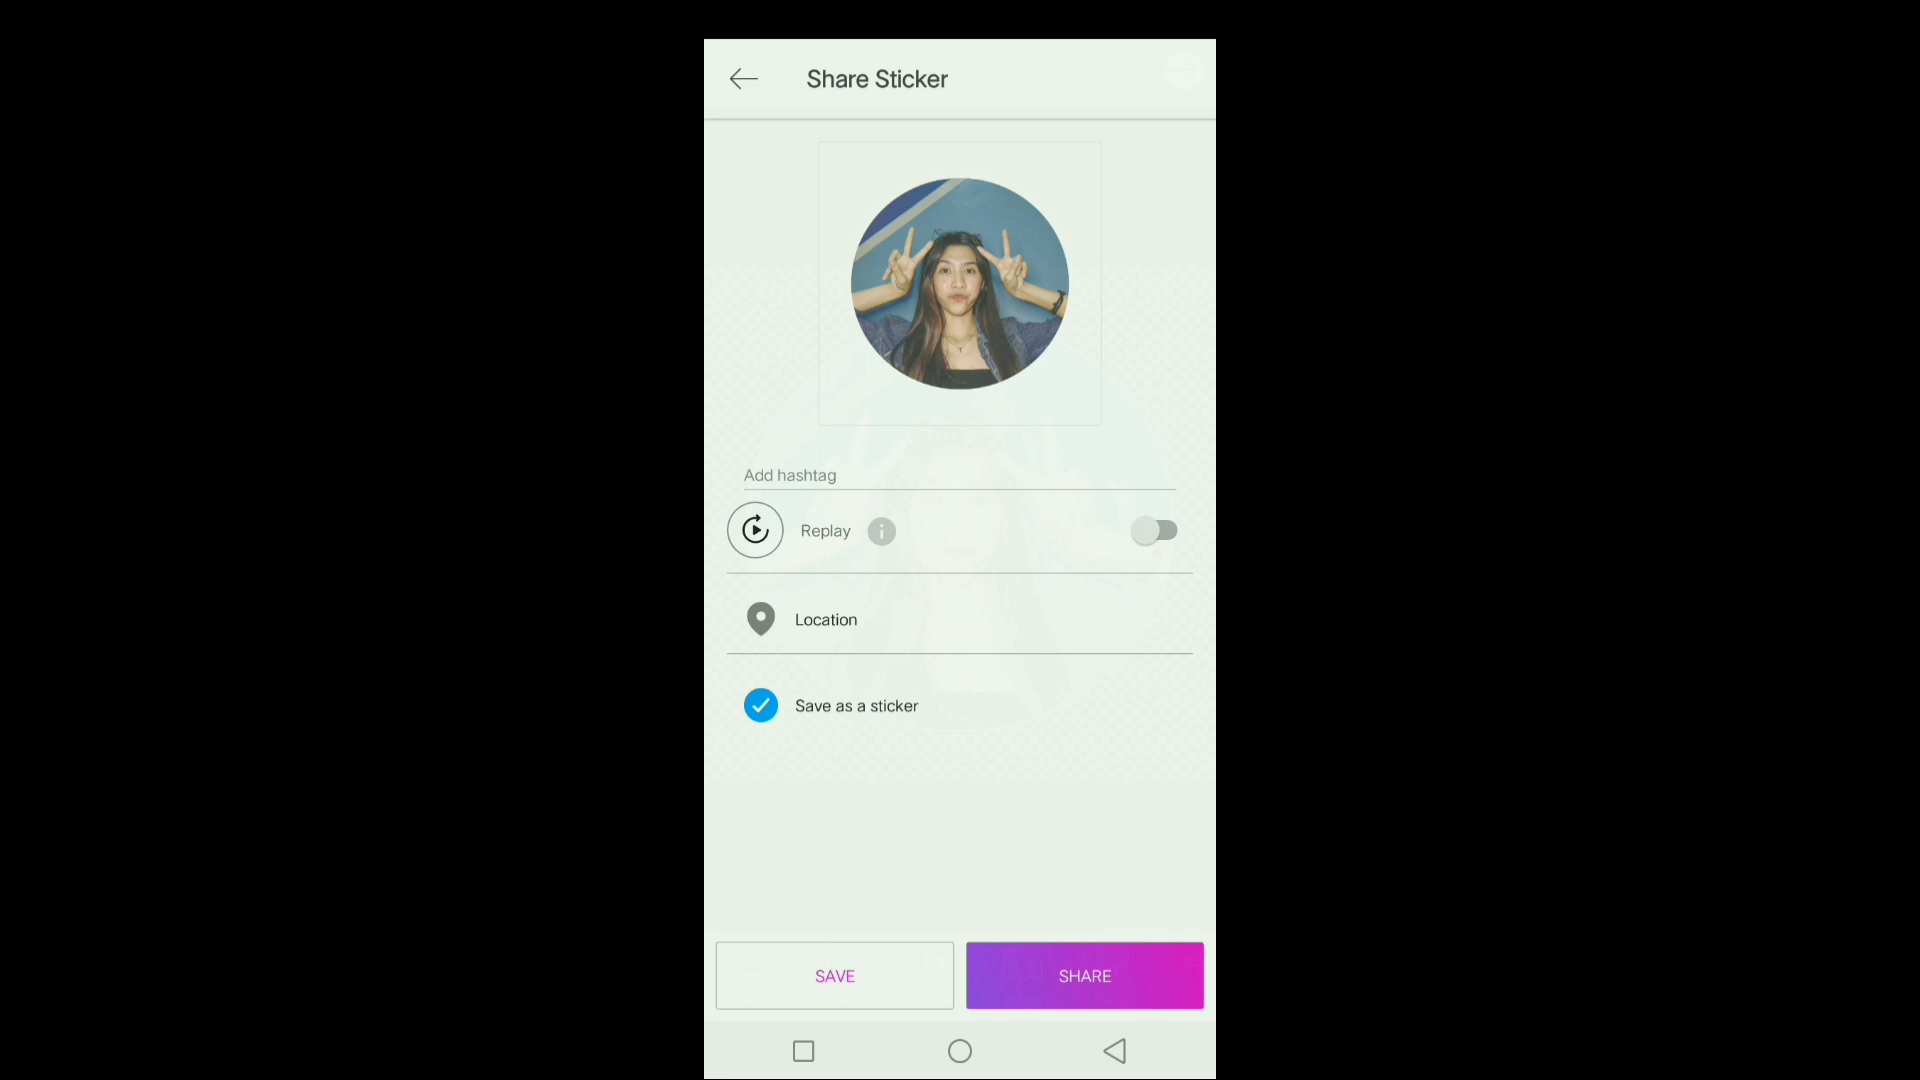 Share Sticker
Add hashtag
Replay
Location
Save as a sticker
SAVE
SHARE